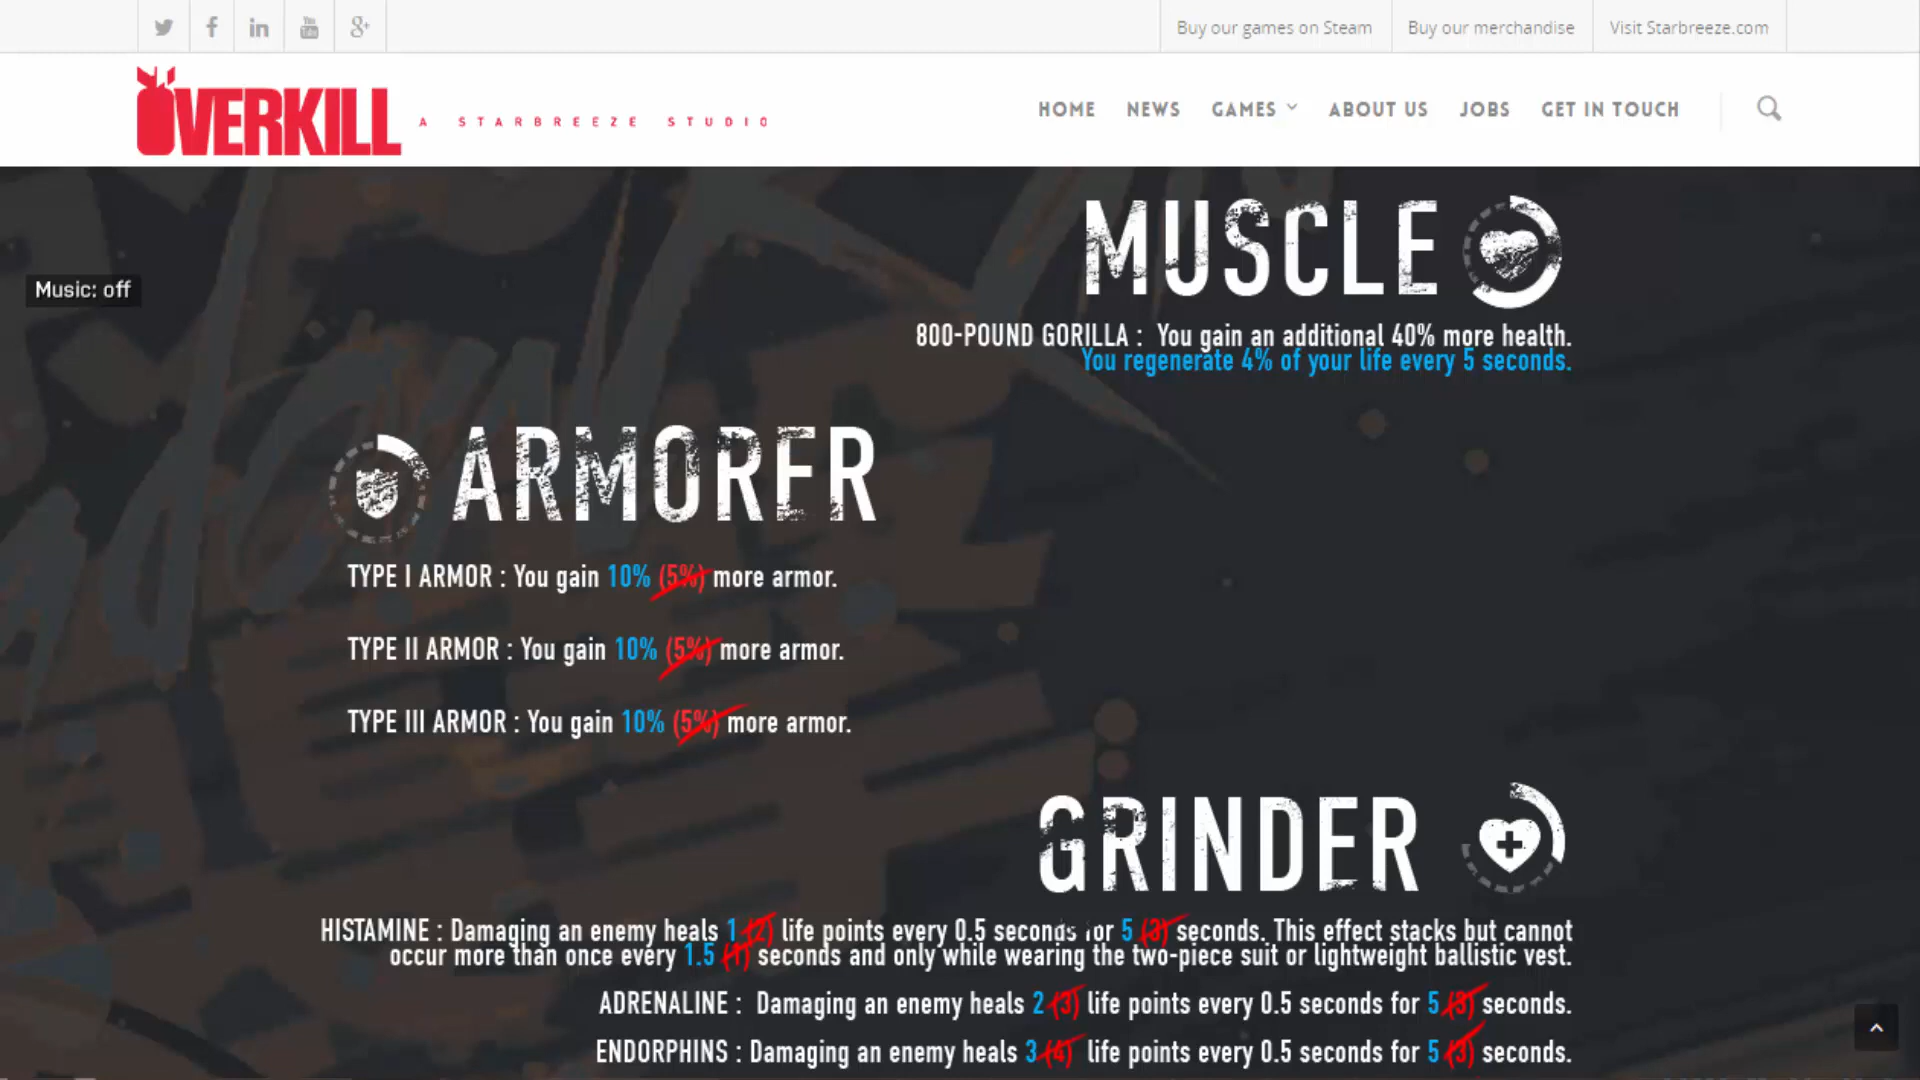 Buy our games on Steam
Buy our merchandise
Visit Starbreeze.com
OVERKILL
A STARBREEZE STUDIO
HOME
NEWS
GAMES
ABOUT US
JOBS
GET IN TOUCH
Music: off
MUSCLE
800-POUND GORILLA : You gain an additional 40% more health.
You regenerate 4% of your life every 5 seconds.
ARMORER
TYPE I ARMOR : You gain 10% (5%) more armor.
TYPE II ARMOR : You gain 10% (5%) more armor.
TYPE III ARMOR : You gain 10% (5%) more armor.
GRINDER
HISTAMINE : Damaging an enemy heals 1 (2) life points every 0.5 seconds for 5 (3) seconds. This effect stacks but cannot
occur more than once every 1.5 (1) seconds and only while wearing the two-piece suit or lightweight ballistic vest.
ADRENALINE : Damaging an enemy heals 2 (3) life points every 0.5 seconds for 5 (3) seconds.
ENDORPHINS : Damaging an enemy heals 3 (4) life points every 0.5 seconds for 5 (3) seconds.